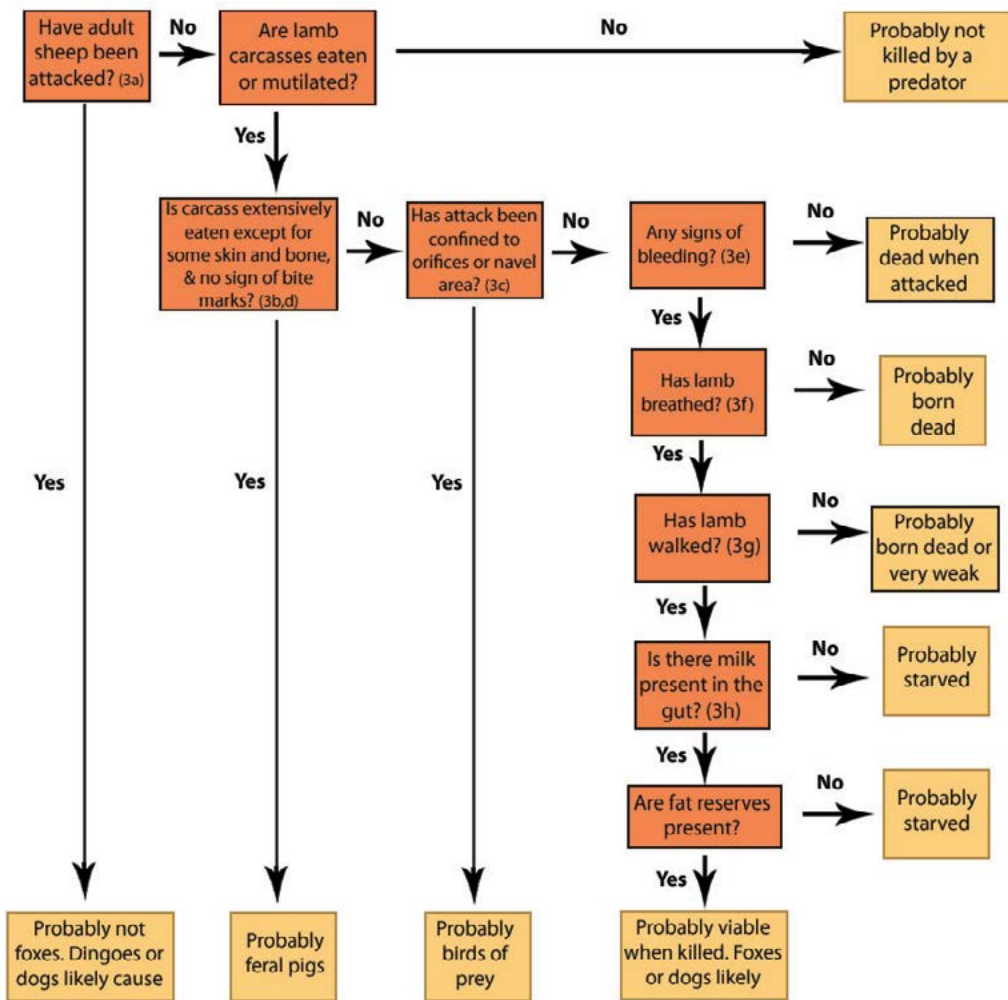 Have adult
sheep been
attacked? (3a)
No
Are lamb
carcasses eaten
or mutilated?
No
Probably not
killed by a
predator
Yes
Is carcass extensively
eaten except for
some skin and bone,
& no sign of bite
marks? (3b,d)
No
Has attack been
confined to
orifices or navel
area? (3c)
No
Any signs of
bleeding? (3e)
No
Probably
dead when
attacked
Yes
Has lamb
breathed? (3f)
No
Probably
born
dead
Yes
Yes
Yes
Yes
Has lamb
walked? (3g)
No
Probably
born dead or
very weak
Yes
Is there milk
present in the
gut? (3h)
No
Probably
starved
Yes
Are fat reserves
present?
No
Probably
starved
Yes
Probably not
foxes. Dingoes or
dogs likely cause
Probably
feral pigs
Probably
birds of
prey
Probably viable
when killed. Foxes
or dogs likely